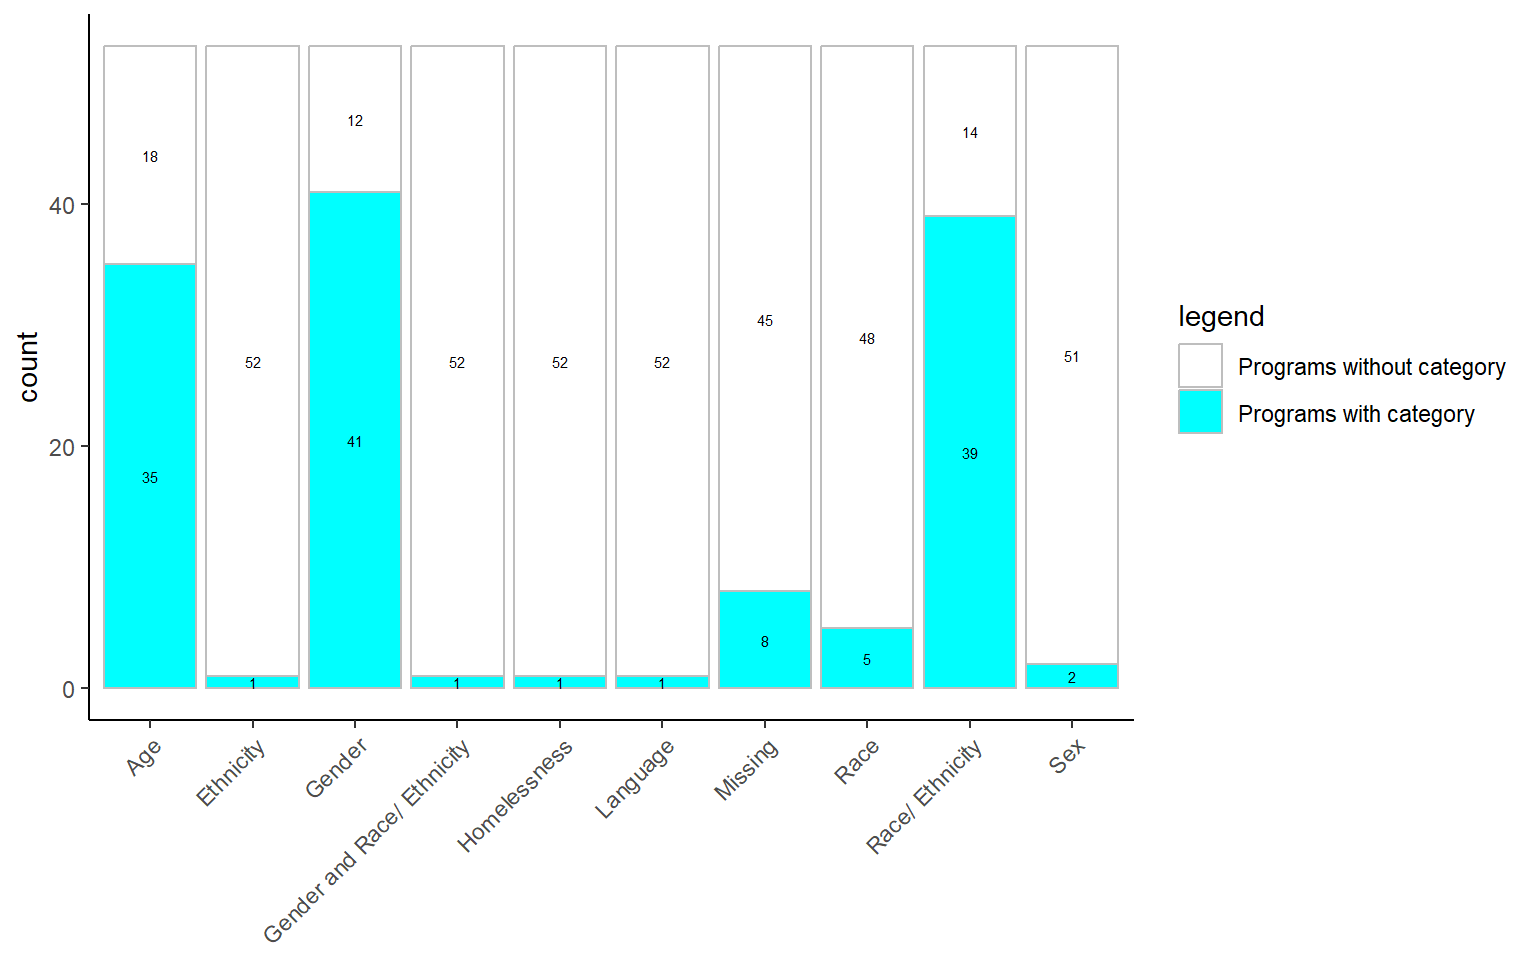 count
40
20
0
18
52
12
52
52
52
45
48
14
51
35
1
41
1
1
1
8
5
39
2
Age
Ethnicity
Gender
Gender and Race/ Ethnicity
Homelessness
Language
Missing
Race
Race/ Ethnicity
Sex
legend
Programs without category
Programs with category